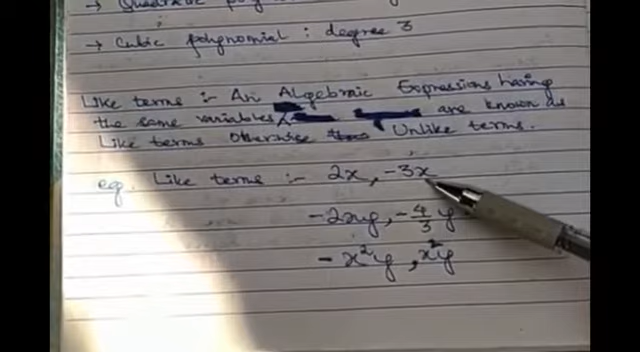 → Quadratic
→ Cubic polynomial : degree 3
Like terms :- An Algebraic Expressions having
the same variables are known as
Like terms Otherwise Unlike terms.
eg. Like terms :- 2x, -3x
-2xy, -4/3 y
-x²y, x²y